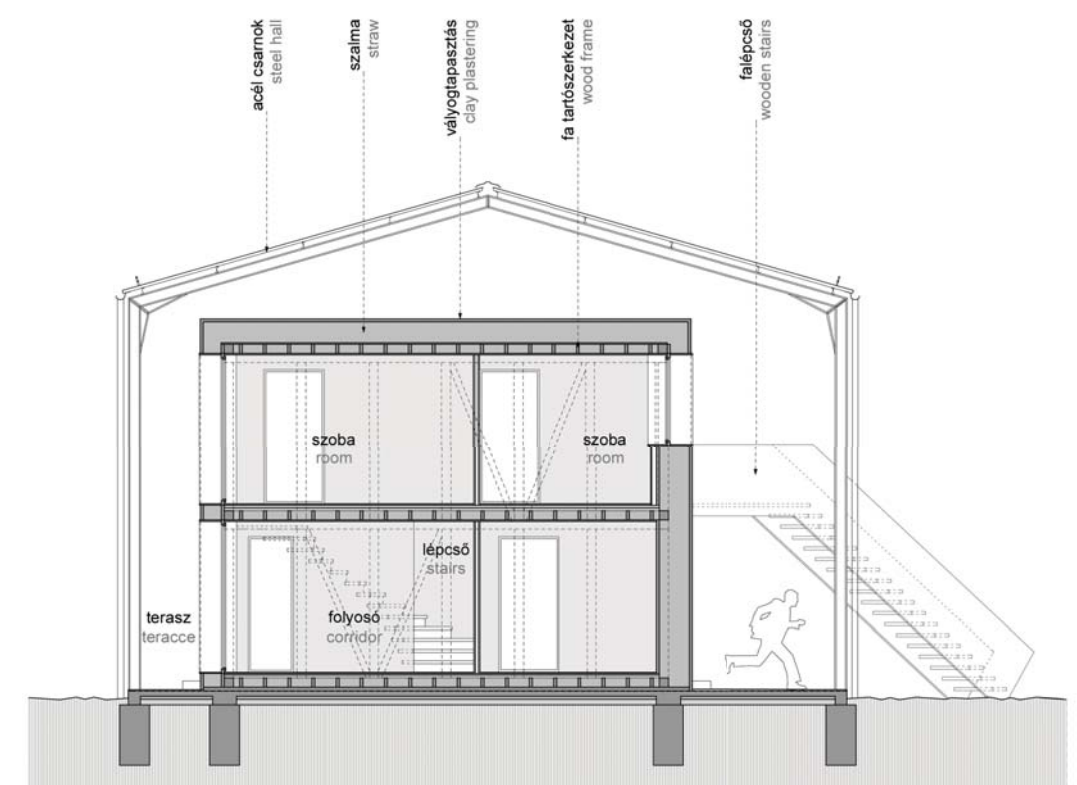 acél csarnok
steel hall
szalma
straw
vályogtapasztás
clay plastering
fa tartószerkezet
wood frame
falépcső
wooden stairs
szoba
room
szoba
room
lépcső
stairs
terasz
teracce
folyosó
corridor